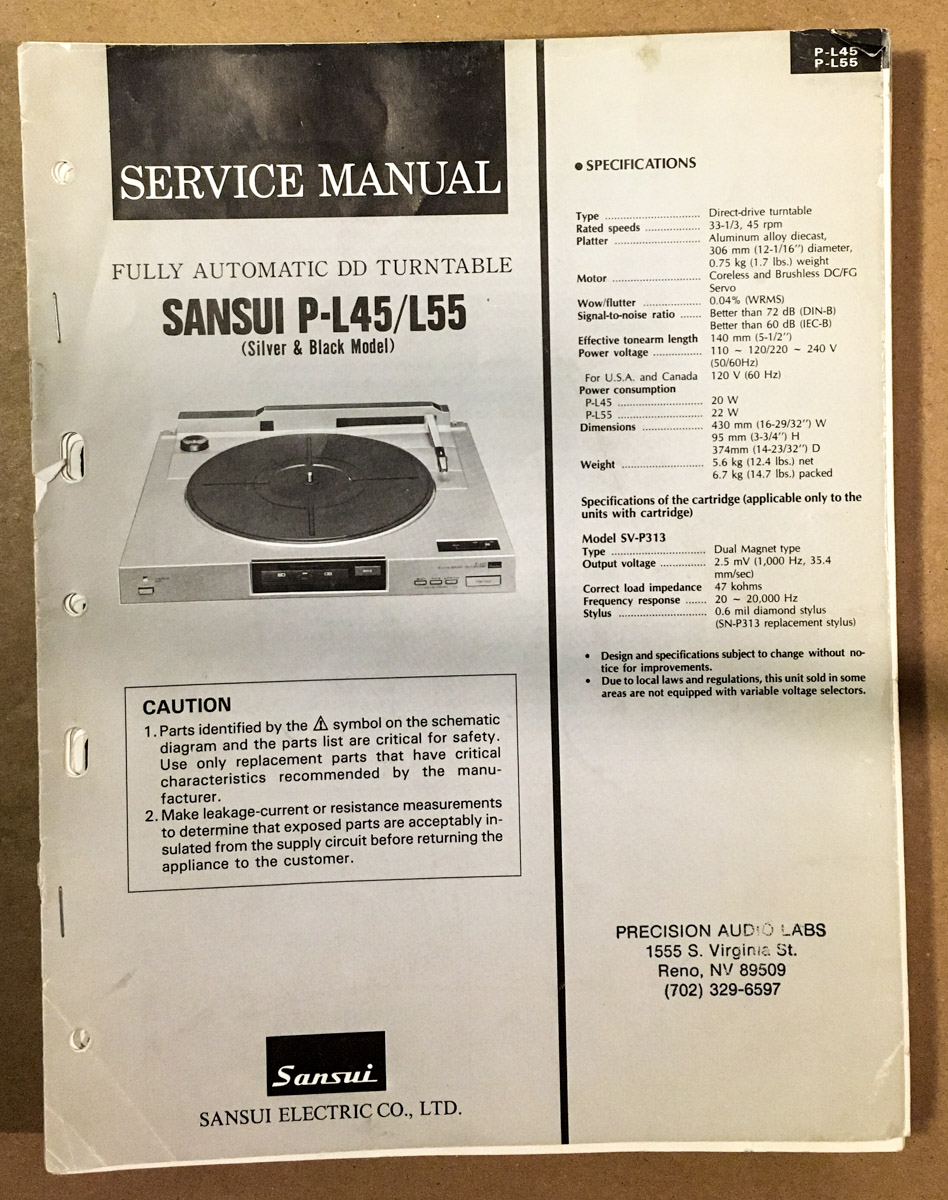 SERVICE MANUAL
FULLY AUTOMATIC DD TURNTABLE
SANSUI P-L45/L55
(Silver & Black Model)
CAUTION
1. Parts identified by the ⚠ symbol on the schematic
diagram and the parts list are critical for safety.
Use only replacement parts that have critical
characteristics recommended by the manu-
facturer.
2. Make leakage-current or resistance measurements
to determine that exposed parts are acceptably in-
sulated from the supply circuit before returning the
appliance to the customer.
Sansui
SANSUI ELECTRIC CO., LTD.
P-L45
P-L55
● SPECIFICATIONS
Type ........................ Direct-drive turntable
Rated speeds .............. 33-1/3, 45 rpm
Platter ...................... Aluminum alloy diecast,
306 mm (12-1/16") diameter,
0.75 kg (1.7 lbs.) weight
Motor ...................... Coreless and Brushless DC/FG
Servo
Wow/flutter ............... 0.04% (WRMS)
Signal-to-noise ratio ...... Better than 72 dB (DIN-B)
Better than 60 dB (IEC-B)
Effective tonearm length 140 mm (5-1/2")
Power voltage ............. 110 ~ 120/220 ~ 240 V
(50/60Hz)
For U.S.A. and Canada 120 V (60 Hz)
Power consumption
P-L45 ...................... 20 W
P-L55 ...................... 22 W
Dimensions ................ 430 mm (16-29/32") W
95 mm (3-3/4") H
374mm (14-23/32") D
Weight ..................... 5.6 kg (12.4 lbs.) net
6.7 kg (14.7 lbs.) packed
Specifications of the cartridge (applicable only to the
units with cartridge)
Model SV-P313
Type ........................ Dual Magnet type
Output voltage ............ 2.5 mV (1,000 Hz, 35.4
mm/sec)
Correct load impedance 47 kohms
Frequency response ...... 20 ~ 20,000 Hz
Stylus ....................... 0.6 mil diamond stylus
(SN-P313 replacement stylus)
• Design and specifications subject to change without no-
tice for improvements.
• Due to local laws and regulations, this unit sold in some
areas are not equipped with variable voltage selectors.
PRECISION AUDIO LABS
1555 S. Virginia St.
Reno, NV 89509
(702) 329-6597